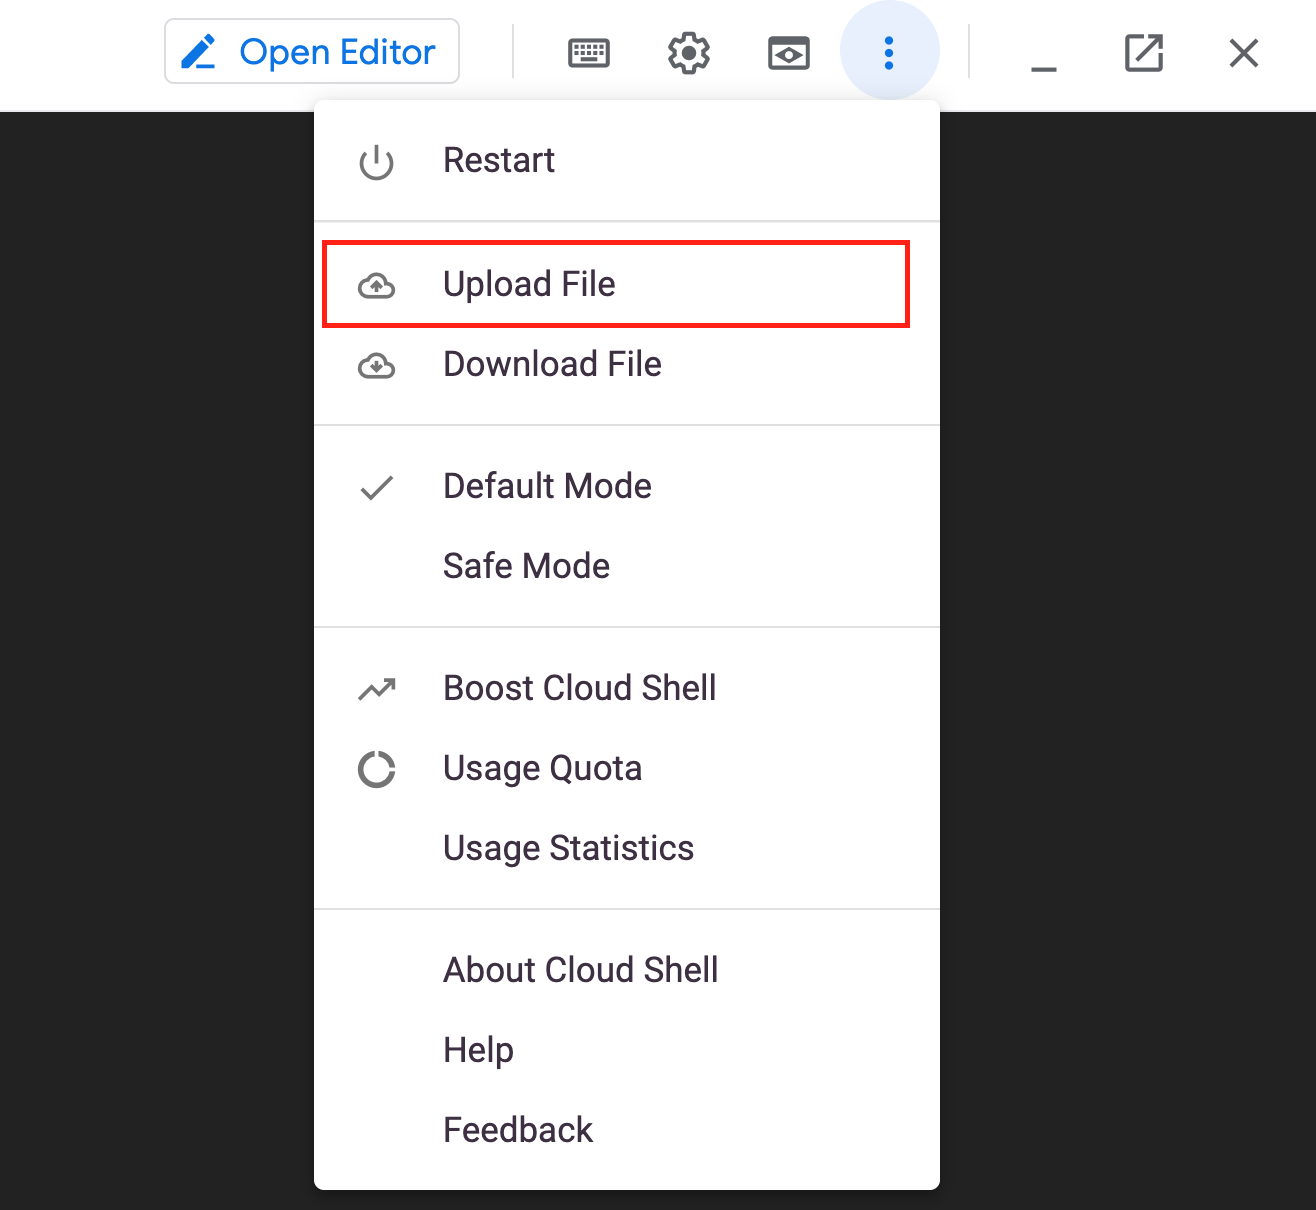 Open Editor
Restart
Upload File
Download File
Default Mode
Safe Mode
Boost Cloud Shell
Usage Quota
Usage Statistics
About Cloud Shell
Help
Feedback